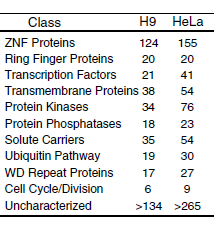 Class H9 HeLa
ZNF Proteins 124 155
Ring Finger Proteins 20 20
Transcription Factors 21 41
Transmembrane Proteins 38 54
Protein Kinases 34 76
Protein Phosphatases 18 23
Solute Carriers 35 54
Ubiquitin Pathway 19 30
WD Repeat Proteins 17 27
Cell Cycle/Division 6 9
Uncharacterized >134 >265